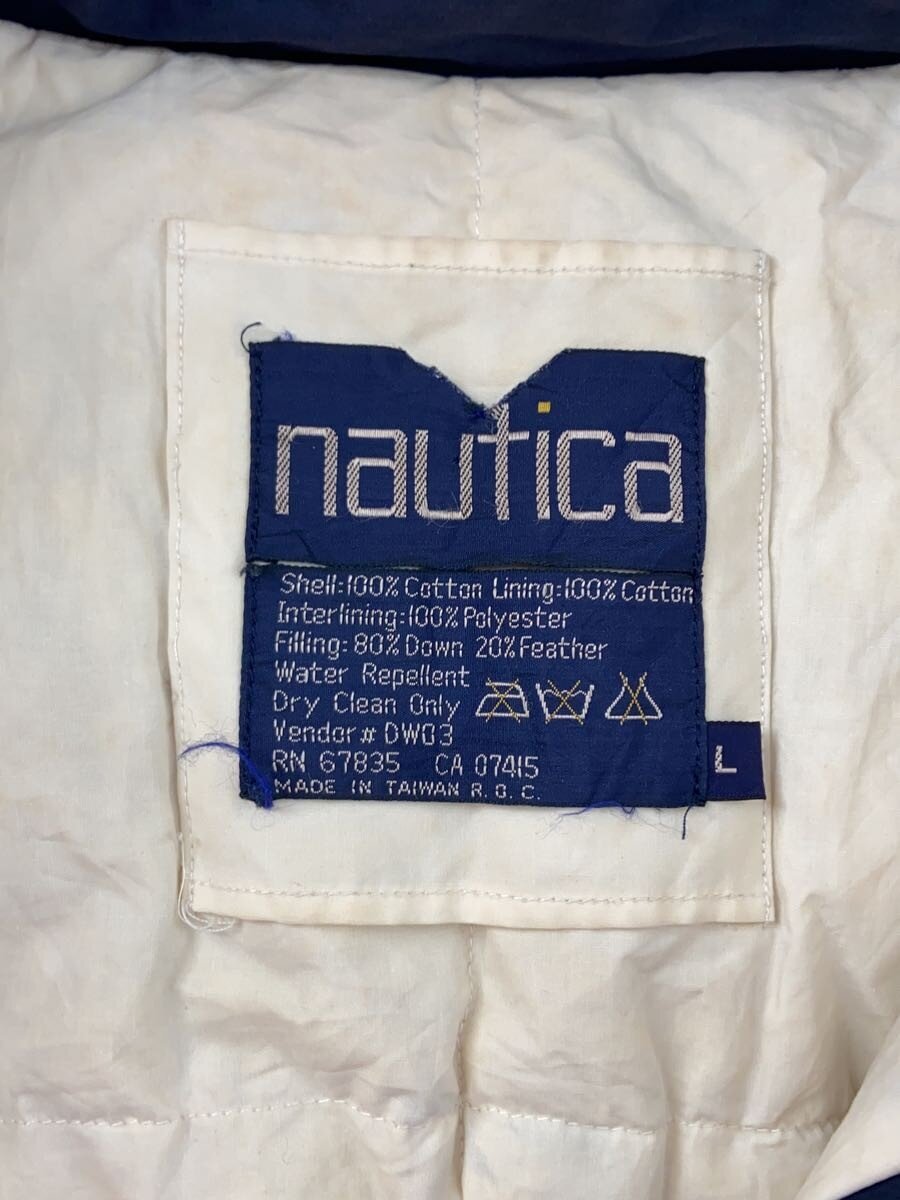 nautica
Shell:100% Cotton Lining:100% Cotton
Interlining:100% Polyester
Filling: 80% Down 20% Feather
Water Repellent
Dry Clean Only
Vendor# DW03
RN 67835 CA 07415
MADE IN TAIWAN R.O.C.
L